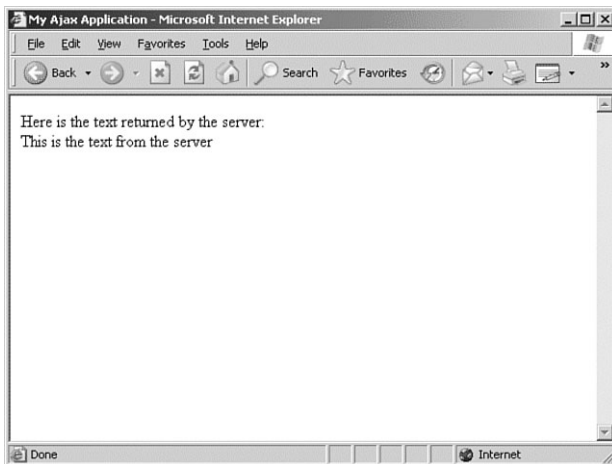 My Ajax Application - Microsoft Internet Explorer
File Edit View Favorites Tools Help
Back Search Favorites »
Here is the text returned by the server:
This is the text from the server
Done Internet